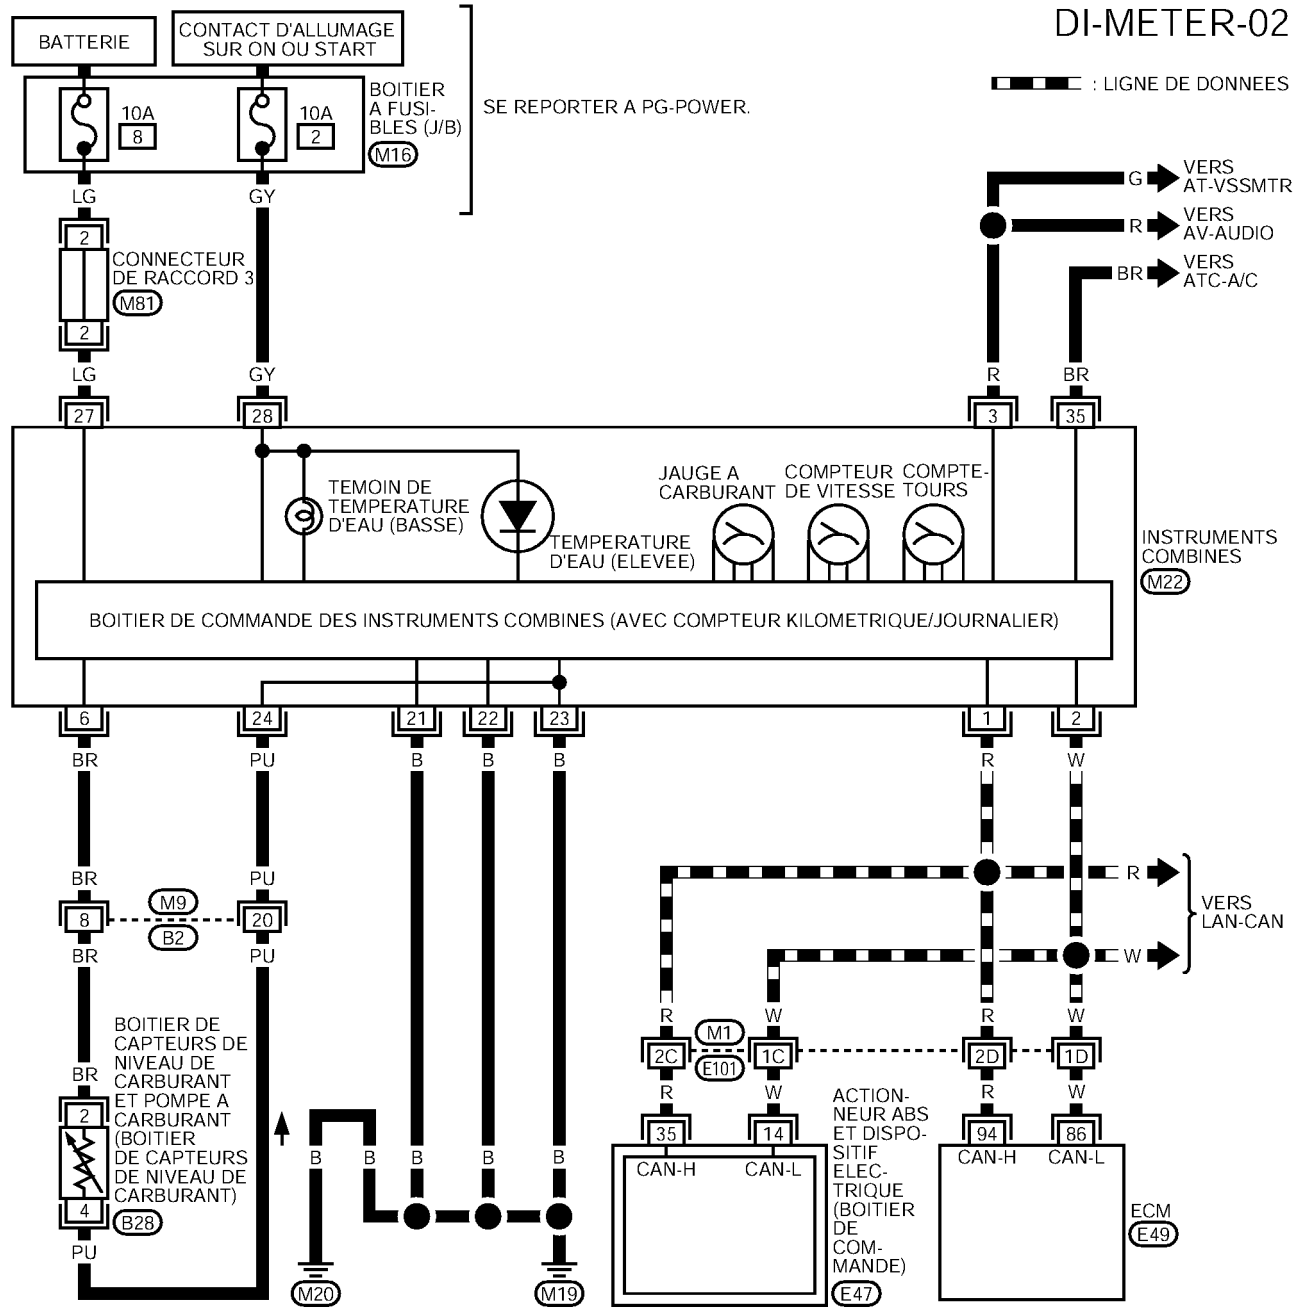 DI-METER-02
BATTERIE
CONTACT D'ALLUMAGE
SUR ON OU START
: LIGNE DE DONNEES
10A
8
10A
2
BOITIER
A FUSI-
BLES (J/B)
M16
SE REPORTER A PG-POWER.
LG
GY
G
VERS
AT-VSSMTR
R
VERS
AV-AUDIO
BR
VERS
ATC-A/C
2
CONNECTEUR
DE RACCORD 3
M81
2
LG
GY
R
BR
27
28
3
35
TEMOIN DE
TEMPERATURE
D'EAU (BASSE)
TEMPERATURE
D'EAU (ELEVEE)
JAUGE A
CARBURANT
COMPTEUR
DE VITESSE
COMPTE-
TOURS
INSTRUMENTS
COMBINES
M22
BOITIER DE COMMANDE DES INSTRUMENTS COMBINES (AVEC COMPTEUR KILOMETRIQUE/JOURNALIER)
6
24
21
22
23
1
2
BR
PU
B
B
B
R
W
BR
PU
R
W
VERS
LAN-CAN
8
M9
B2
20
BR
PU
R
W
R
W
2C
M1
E101
1C
2D
1D
R
W
R
W
BOITIER DE
CAPTEURS DE
NIVEAU DE
CARBURANT
ET POMPE A
CARBURANT
(BOITIER
DE CAPTEURS
DE NIVEAU DE
CARBURANT)
B28
BR
2
4
PU
B
B
B
B
B
M20
M19
35
14
CAN-H
CAN-L
ACTION-
NEUR ABS
ET DISPO-
SITIF
ELEC-
TRIQUE
(BOITIER
DE
COM-
MANDE)
E47
94
86
CAN-H
CAN-L
ECM
E49